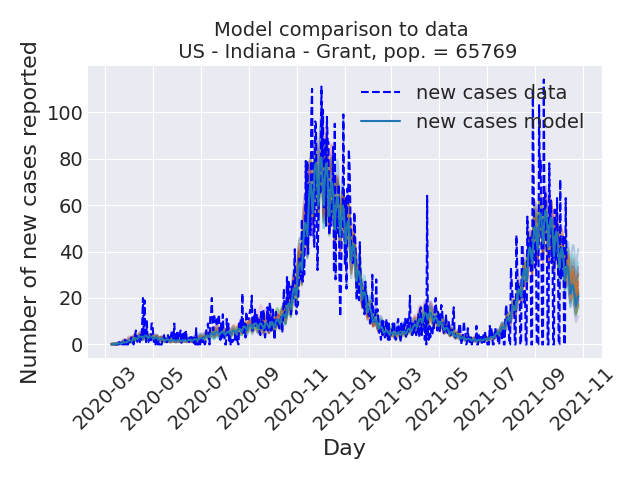 Model comparison to data
US - Indiana - Grant, pop. = 65769
new cases data
new cases model
Number of new cases reported
100
80
60
40
20
0
2020-03
2020-05
2020-07
2020-09
2020-11
2021-01
2021-03
2021-05
2021-07
2021-09
2021-11
Day